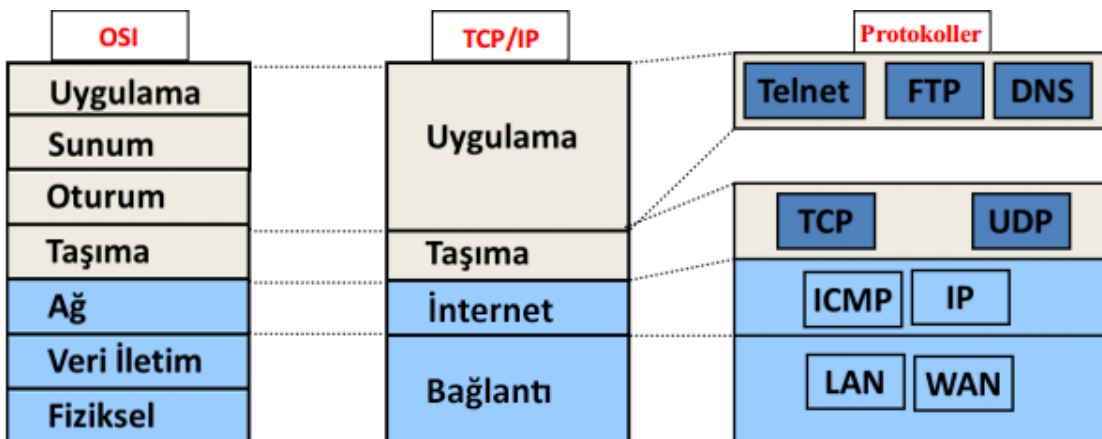 OSI
Uygulama
Sunum
Oturum
Taşıma
Ağ
Veri İletim
Fiziksel
TCP/IP
Uygulama
Taşıma
İnternet
Bağlantı
Protokoller
Telnet FTP DNS
TCP UDP
ICMP IP
LAN WAN